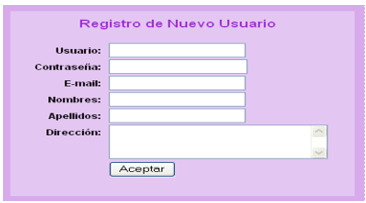 Registro de Nuevo Usuario
Usuario:
Contraseña:
E-mail:
Nombres:
Apellidos:
Dirección:
Aceptar